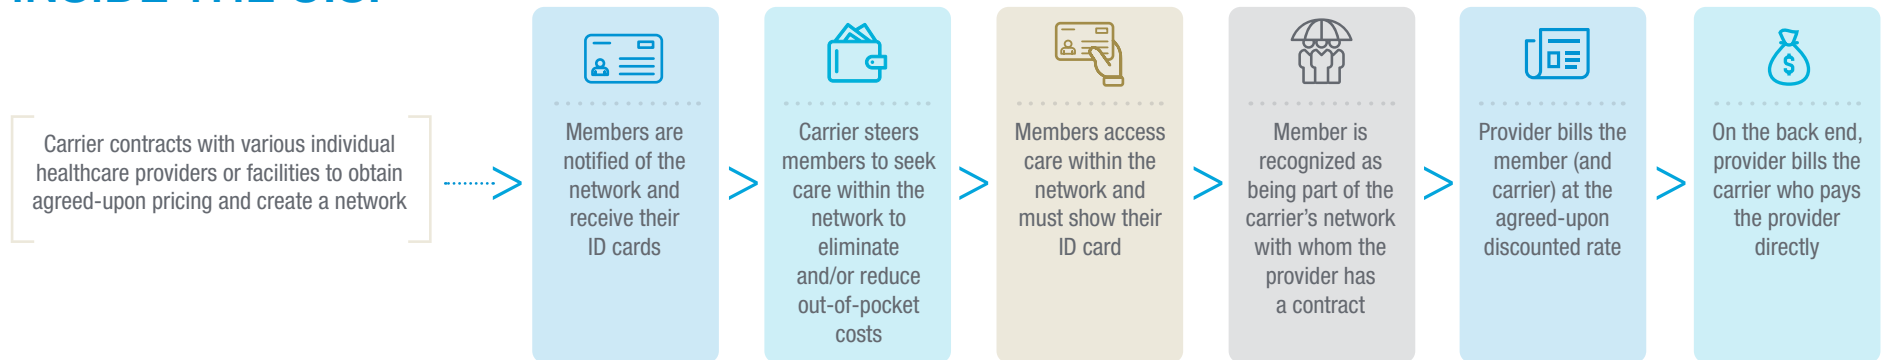 INSIDE THE U.S.
Carrier contracts with various individual
healthcare providers or facilities to obtain
agreed-upon pricing and create a network
Members are
notified of the
network and
receive their
ID cards
Carrier steers
members to seek
care within the
network to
eliminate
and/or reduce
out-of-pocket
costs
Members access
care within the
network and
must show their
ID card
Member is
recognized as
being part of the
carrier’s network
with whom the
provider has
a contract
Provider bills the
member (and
carrier) at the
agreed-upon
discounted rate
$
On the back end,
provider bills the
carrier who pays
the provider
directly